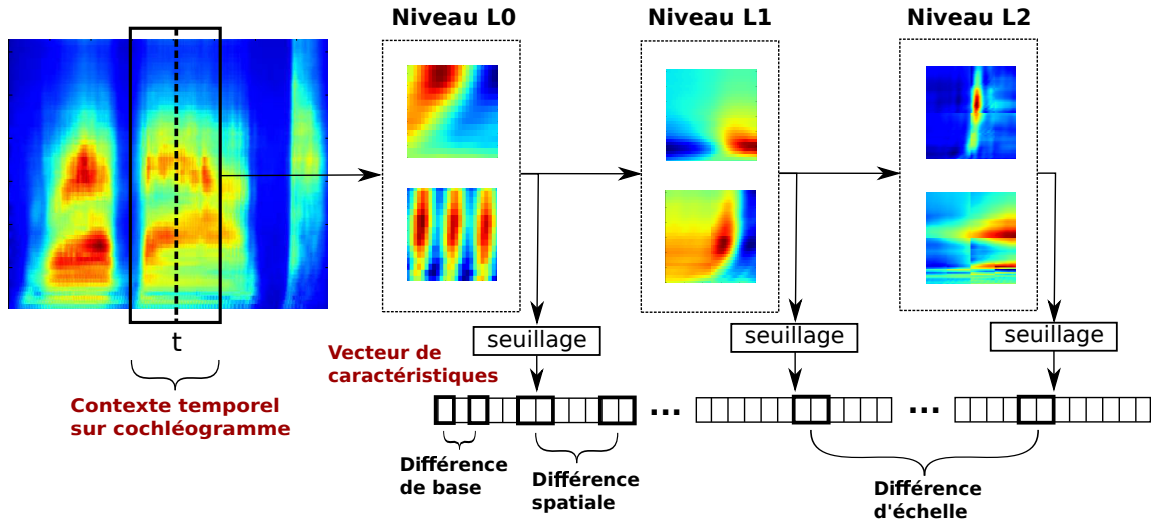 Niveau L0
Niveau L1
Niveau L2
t
Contexte temporel
sur cochléogramme
seuillage
seuillage
seuillage
Vecteur de
caractéristiques
...
...
Différence
de base
Différence
spatiale
Différence
d'échelle